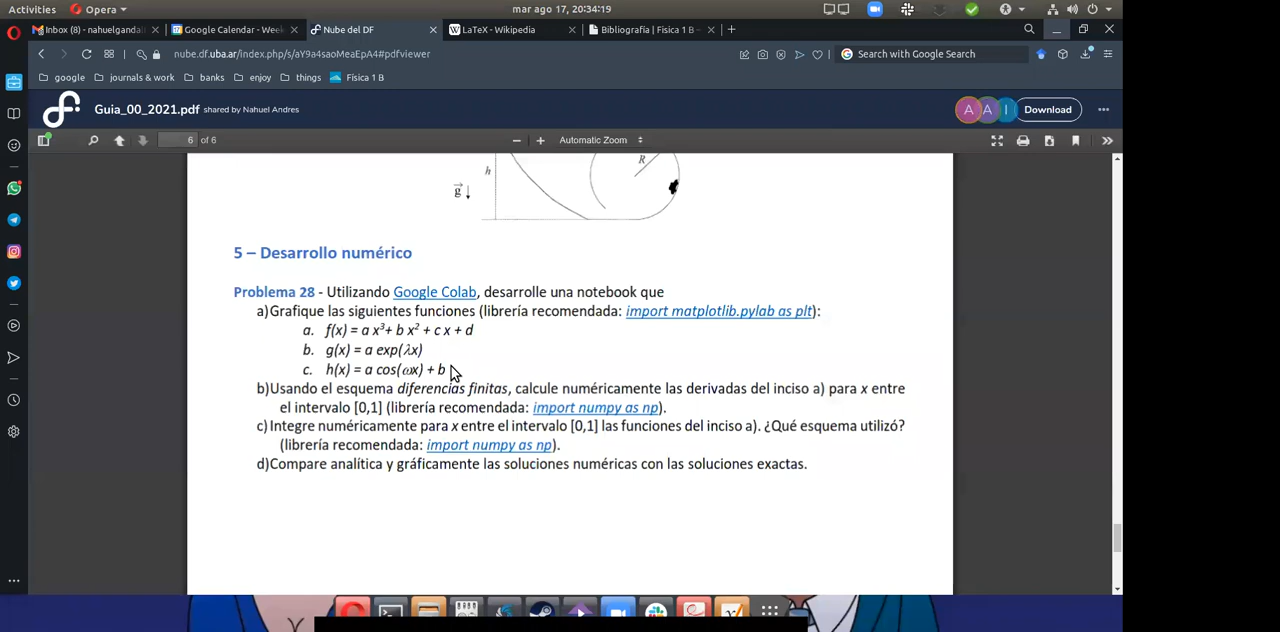 Activities Opera mar ago 17, 20:34:19
Inbox (8) - nahuelganda Google Calendar - Week Nube del DF LaTeX - Wikipedia Bibliografía | Física 1 B –
nube.df.uba.ar/index.php/s/aY9a4saoMeaEpA4#pdfviewer Search with Google Search
google journals & work banks enjoy things Física 1 B
Guia_00_2021.pdf shared by Nahuel Andres A A I Download
6 of 6 Automatic Zoom
h R
g
5 – Desarrollo numérico
Problema 28 - Utilizando Google Colab, desarrolle una notebook que
a)Grafique las siguientes funciones (librería recomendada: import matplotlib.pylab as plt):
a. f(x) = a x³+ b x² + c x + d
b. g(x) = a exp(λx)
c. h(x) = a cos(ωx) + b
b)Usando el esquema diferencias finitas, calcule numéricamente las derivadas del inciso a) para x entre
el intervalo [0,1] (librería recomendada: import numpy as np).
c) Integre numéricamente para x entre el intervalo [0,1] las funciones del inciso a). ¿Qué esquema utilizó?
(librería recomendada: import numpy as np).
d)Compare analítica y gráficamente las soluciones numéricas con las soluciones exactas.